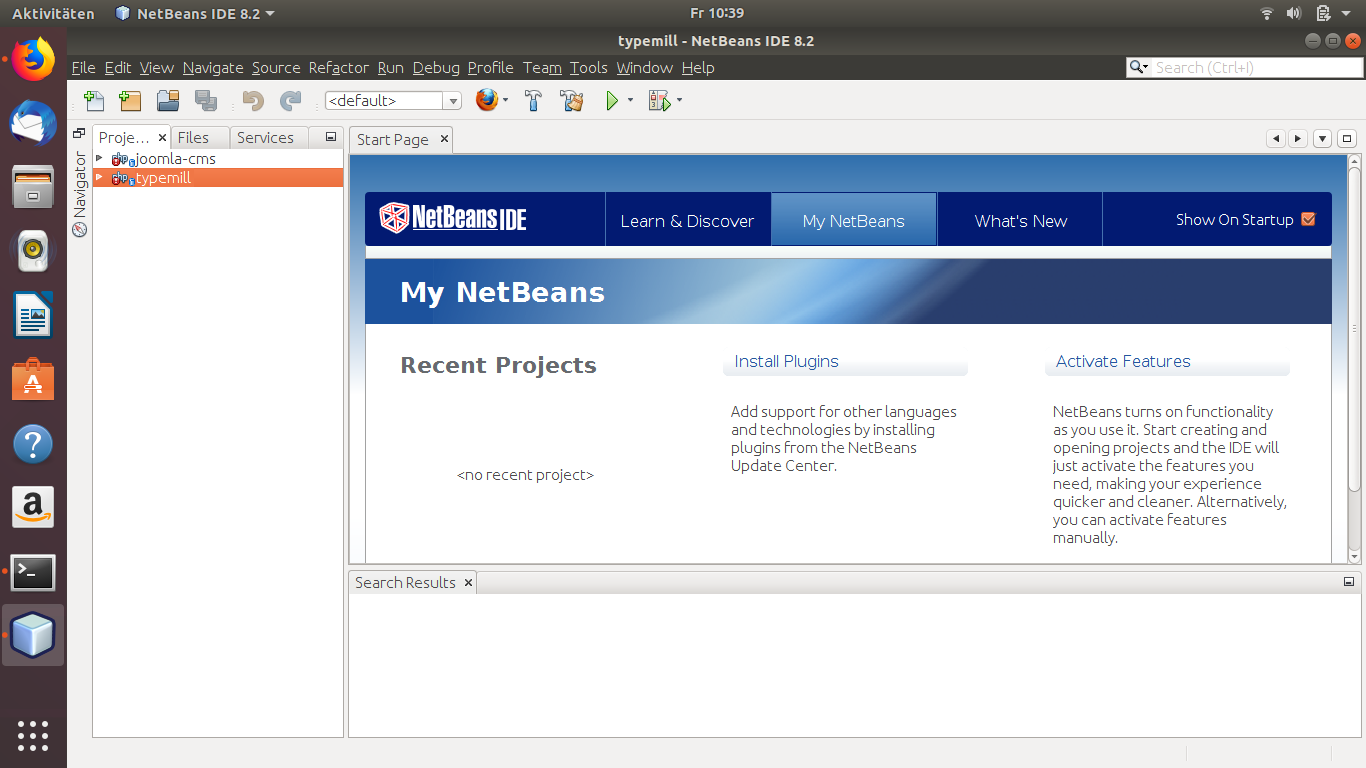 Aktivitäten
NetBeans IDE 8.2
Fr 10:39
typemill - NetBeans IDE 8.2
File Edit View Navigate Source Refactor Run Debug Profile Team Tools Window Help
Search (Ctrl+I)
<default>
Proje...
Files
Services
Start Page
Navigator
joomla-cms
typemill
NetBeans IDE
Learn & Discover
My NetBeans
What's New
Show On Startup
My NetBeans
Recent Projects
<no recent project>
Install Plugins
Add support for other languages
and technologies by installing
plugins from the NetBeans
Update Center.
Activate Features
NetBeans turns on functionality
as you use it. Start creating and
opening projects and the IDE will
just activate the features you
need, making your experience
quicker and cleaner. Alternatively,
you can activate features
manually.
Search Results